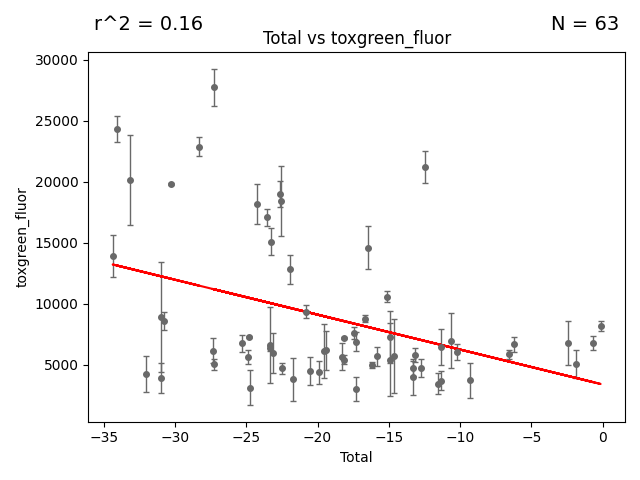 r^2 = 0.16
N = 63
Total vs toxgreen_fluor
30000
25000
20000
15000
10000
5000
toxgreen_fluor
−35 −30 −25 −20 −15 −10 −5 0
Total